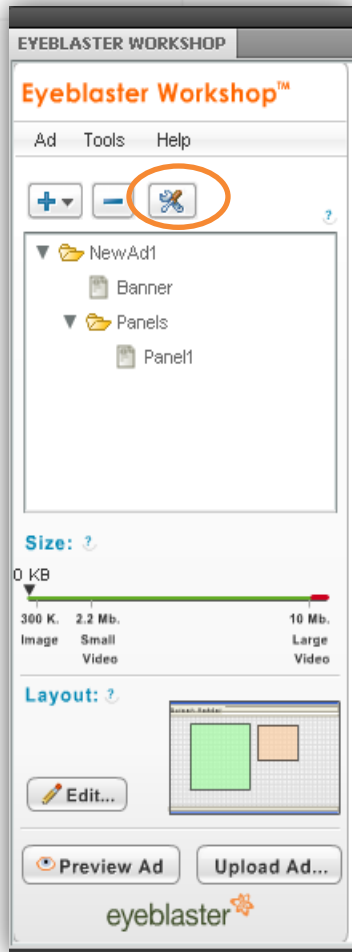 EYEBLASTER WORKSHOP
Eyeblaster Workshop™
Ad Tools Help
?
NewAd1
Banner
Panels
Panel1
Size: ?
0 KB
300 K. 2.2 Mb. 10 Mb.
Image Small Large
Video Video
Layout: ?
Edit...
Preview Ad Upload Ad...
eyeblaster